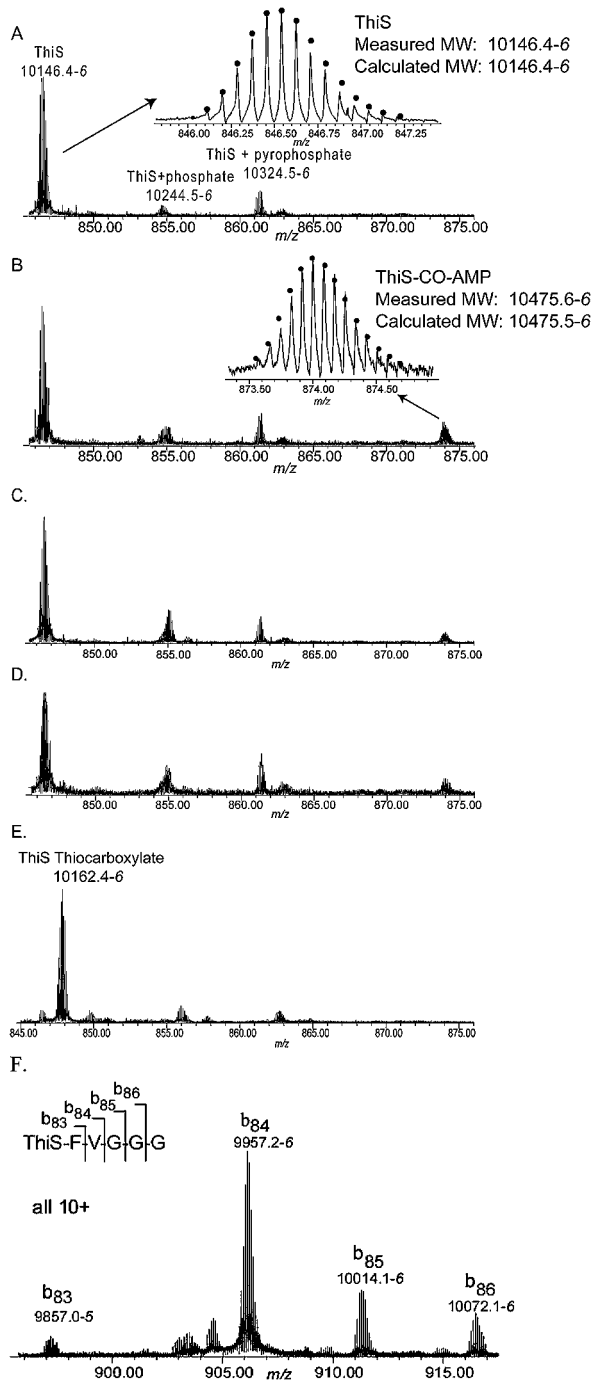 A
ThiS
10146.4-6
ThiS
Measured MW: 10146.4-6
Calculated MW: 10146.4-6
846.00 846.25 846.50 846.75 847.00 847.25
m/z
ThiS + pyrophosphate
10324.5-6
ThiS+phosphate
10244.5-6
850.00 855.00 860.00 865.00 870.00 875.00
m/z
B
ThiS-CO-AMP
Measured MW: 10475.6-6
Calculated MW: 10475.5-6
873.50 874.00 874.50
m/z
850.00 855.00 860.00 865.00 870.00 875.00
m/z
C.
850.00 855.00 860.00 865.00 870.00 875.00
m/z
D.
850.00 855.00 860.00 865.00 870.00 875.00
m/z
E.
ThiS Thiocarboxylate
10162.4-6
845.00 850.00 855.00 860.00 865.00 870.00 875.00
m/z
F.
b83 b84 b85 b86
ThiS-F-V-G-G-G
all 10+
b84
9957.2-6
b83
9857.0-5
b85
10014.1-6
b86
10072.1-6
900.00 905.00 m/z 910.00 915.00